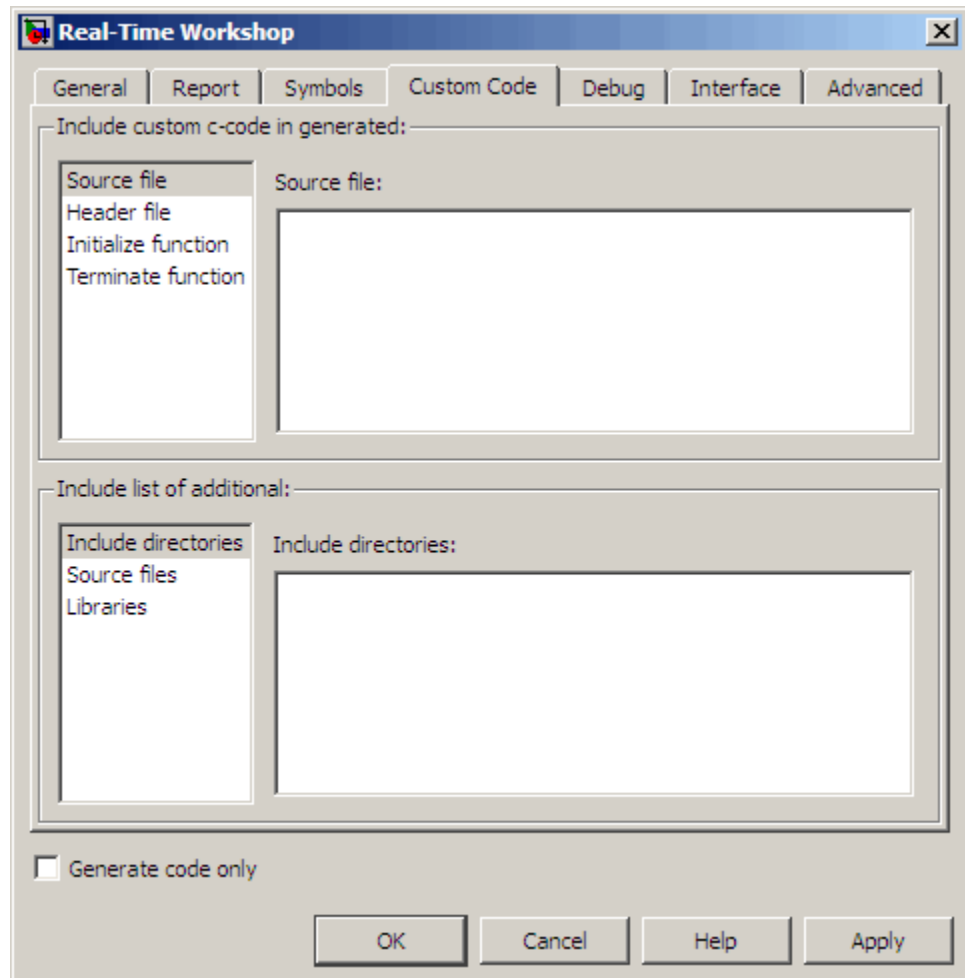 Real-Time Workshop
General Report Symbols Custom Code Debug Interface Advanced
Include custom c-code in generated:
Source file
Header file
Initialize function
Terminate function
Source file:
Include list of additional:
Include directories
Source files
Libraries
Include directories:
Generate code only
OK Cancel Help Apply